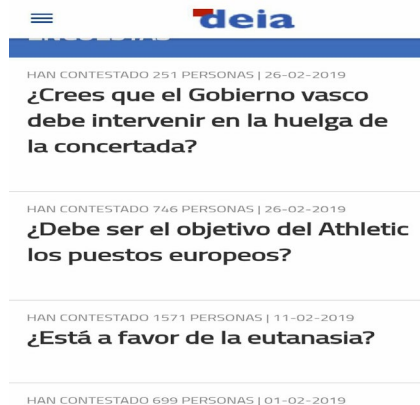 deia
ENCUESTAS
HAN CONTESTADO 251 PERSONAS | 26-02-2019
¿Crees que el Gobierno vasco
debe intervenir en la huelga de
la concertada?
HAN CONTESTADO 746 PERSONAS | 26-02-2019
¿Debe ser el objetivo del Athletic
los puestos europeos?
HAN CONTESTADO 1571 PERSONAS | 11-02-2019
¿Está a favor de la eutanasia?
HAN CONTESTADO 699 PERSONAS | 01-02-2019